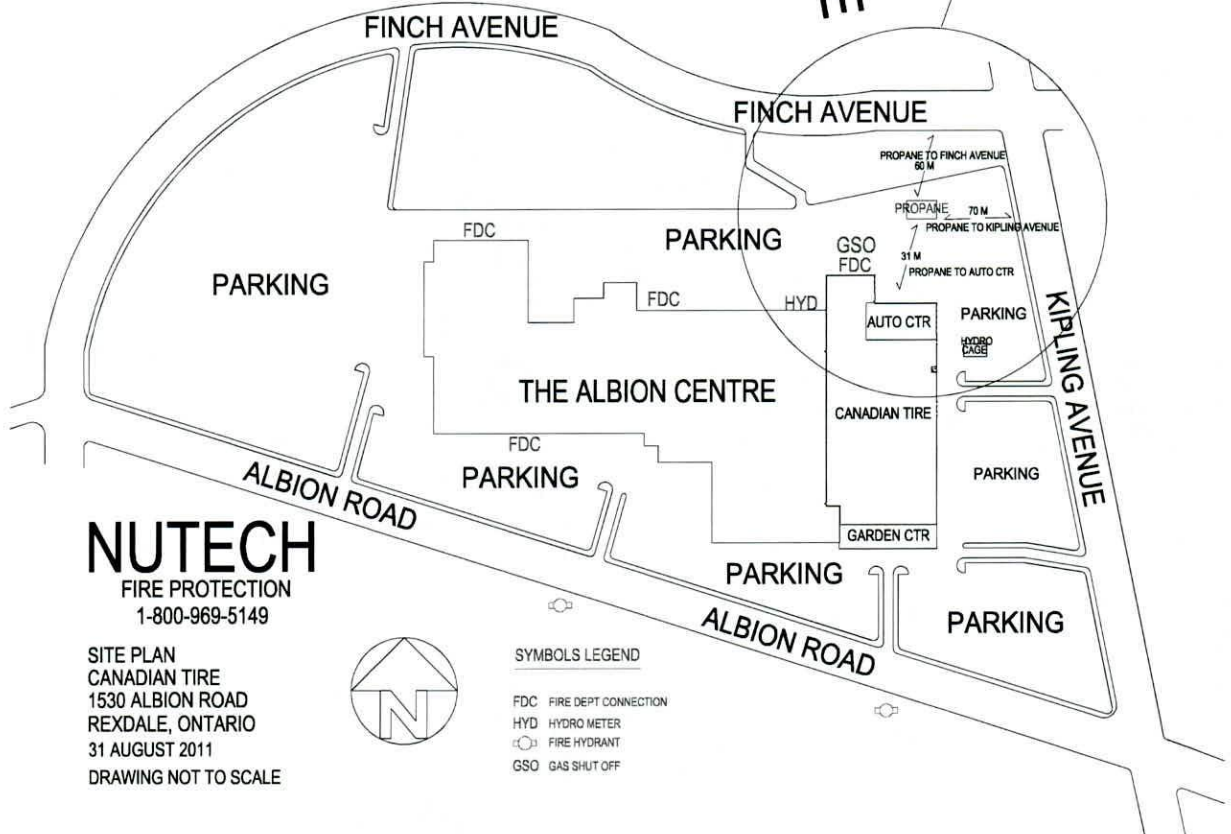 FINCH AVENUE
FINCH AVENUE
PROPANE TO FINCH AVENUE
60 M
PROPANE
70 M
PROPANE TO KIPLING AVENUE
31 M
PROPANE TO AUTO CTR
FDC
PARKING
GSO
FDC
PARKING
FDC
HYD
AUTO CTR
PARKING
HYDRO
CAGE
KIPLING AVENUE
THE ALBION CENTRE
CANADIAN TIRE
FDC
PARKING
PARKING
ALBION ROAD
GARDEN CTR
PARKING
PARKING
ALBION ROAD
NUTECH
FIRE PROTECTION
1-800-969-5149
SITE PLAN
CANADIAN TIRE
1530 ALBION ROAD
REXDALE, ONTARIO
31 AUGUST 2011
DRAWING NOT TO SCALE
N
SYMBOLS LEGEND
FDC FIRE DEPT CONNECTION
HYD HYDRO METER
FIRE HYDRANT
GSO GAS SHUT OFF